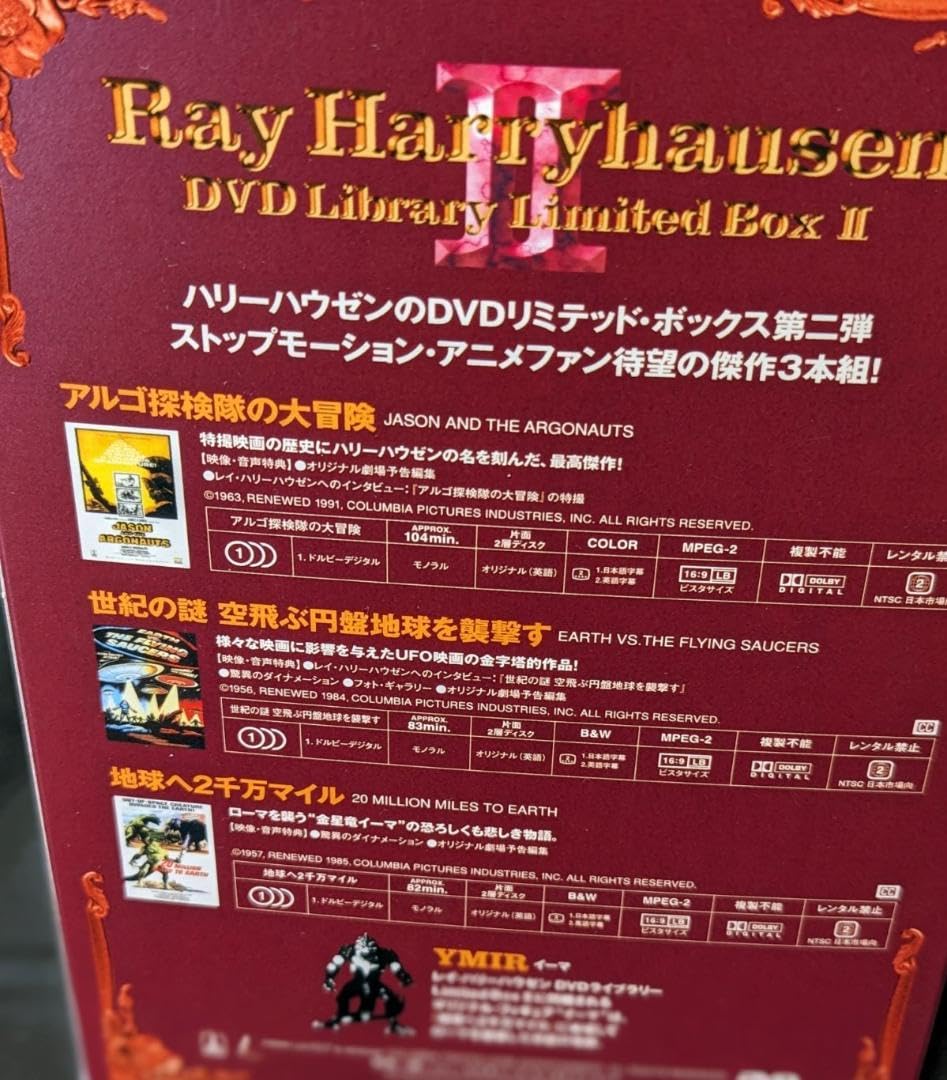 Ray Harryhausen
II
DVD Library Limited Box II
ハリーハウゼンのDVDリミテッド・ボックス第二弾
ストップモーション・アニメファン待望の傑作3本組!
アルゴ探検隊の大冒険 JASON AND THE ARGONAUTS
特撮映画の歴史にハリーハウゼンの名を刻んだ、最高傑作!
【映像・音声特典】●オリジナル劇場予告編集
●レイ・ハリーハウゼンへのインタビュー:『アルゴ探検隊の大冒険』の特撮
©1963, RENEWED 1991, COLUMBIA PICTURES INDUSTRIES, INC. ALL RIGHTS RESERVED.
JASON
AND THE
ARGONAUTS
アルゴ探検隊の大冒険 APPROX. 104min. 片面2層ディスク COLOR MPEG-2 複製不能 レンタル禁
1 1.ドルビーデジタル モノラル オリジナル(英語) 2 1.日本語字幕 2.英語字幕 16:9 LB ビスタサイズ DOLBY DIGITAL 2 NTSC 日本市場
世紀の謎 空飛ぶ円盤地球を襲撃す EARTH VS. THE FLYING SAUCERS
EARTH
THE FLYING
SAUCERS
様々な映画に影響を与えたUFO映画の金字塔的作品!
【映像・音声特典】●レイ・ハリーハウゼンへのインタビュー:『世紀の謎 空飛ぶ円盤地球を襲撃す』
●驚異のダイナメーション ●フォト・ギャラリー ●オリジナル劇場予告編集
©1956, RENEWED 1984, COLUMBIA PICTURES INDUSTRIES, INC. ALL RIGHTS RESERVED.
CC
世紀の謎 空飛ぶ円盤地球を襲撃す APPROX. 83min. 片面2層ディスク B&W MPEG-2 複製不能 レンタル禁止
1 1.ドルビーデジタル モノラル オリジナル(英語) 2 1.日本語字幕 2.英語字幕 16:9 LB ビスタサイズ DOLBY DIGITAL 2 NTSC 日本市場向
地球へ2千万マイル 20 MILLION MILES TO EARTH
OUT-OF-SPACE CREATURE
INVADES THE EARTH!
20 MILLION
TO EARTH
ローマを襲う“金星竜イーマ”の恐ろしくも悲しき物語。
【映像・音声特典】●驚異のダイナメーション ●オリジナル劇場予告編集
©1957, RENEWED 1985, COLUMBIA PICTURES INDUSTRIES, INC. ALL RIGHTS RESERVED.
CC
地球へ2千万マイル APPROX. 82min. 片面2層ディスク B&W MPEG-2 複製不能 レンタル禁止
1 1.ドルビーデジタル モノラル オリジナル(英語) 2 1.日本語字幕 2.英語字幕 16:9 LB ビスタサイズ DOLBY DIGITAL 2 NTSC 日本市場向
YMIR イーマ
レイ・ハリーハウゼン DVDライブラリー